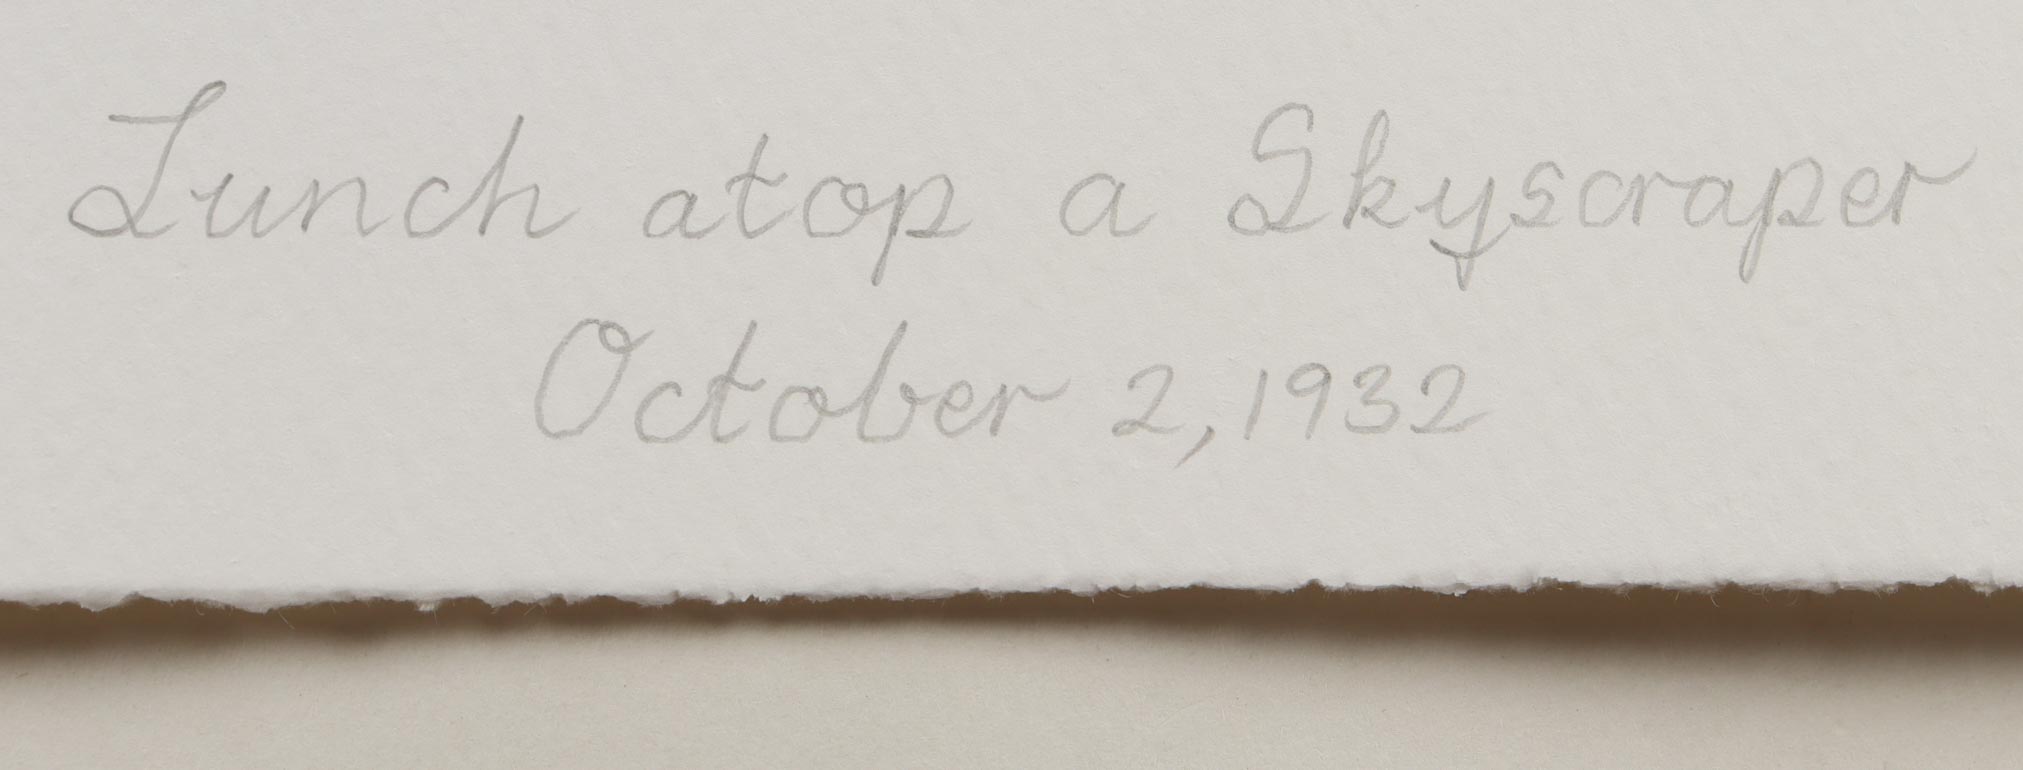 Lunch atop a Skyscraper
October 2, 1932